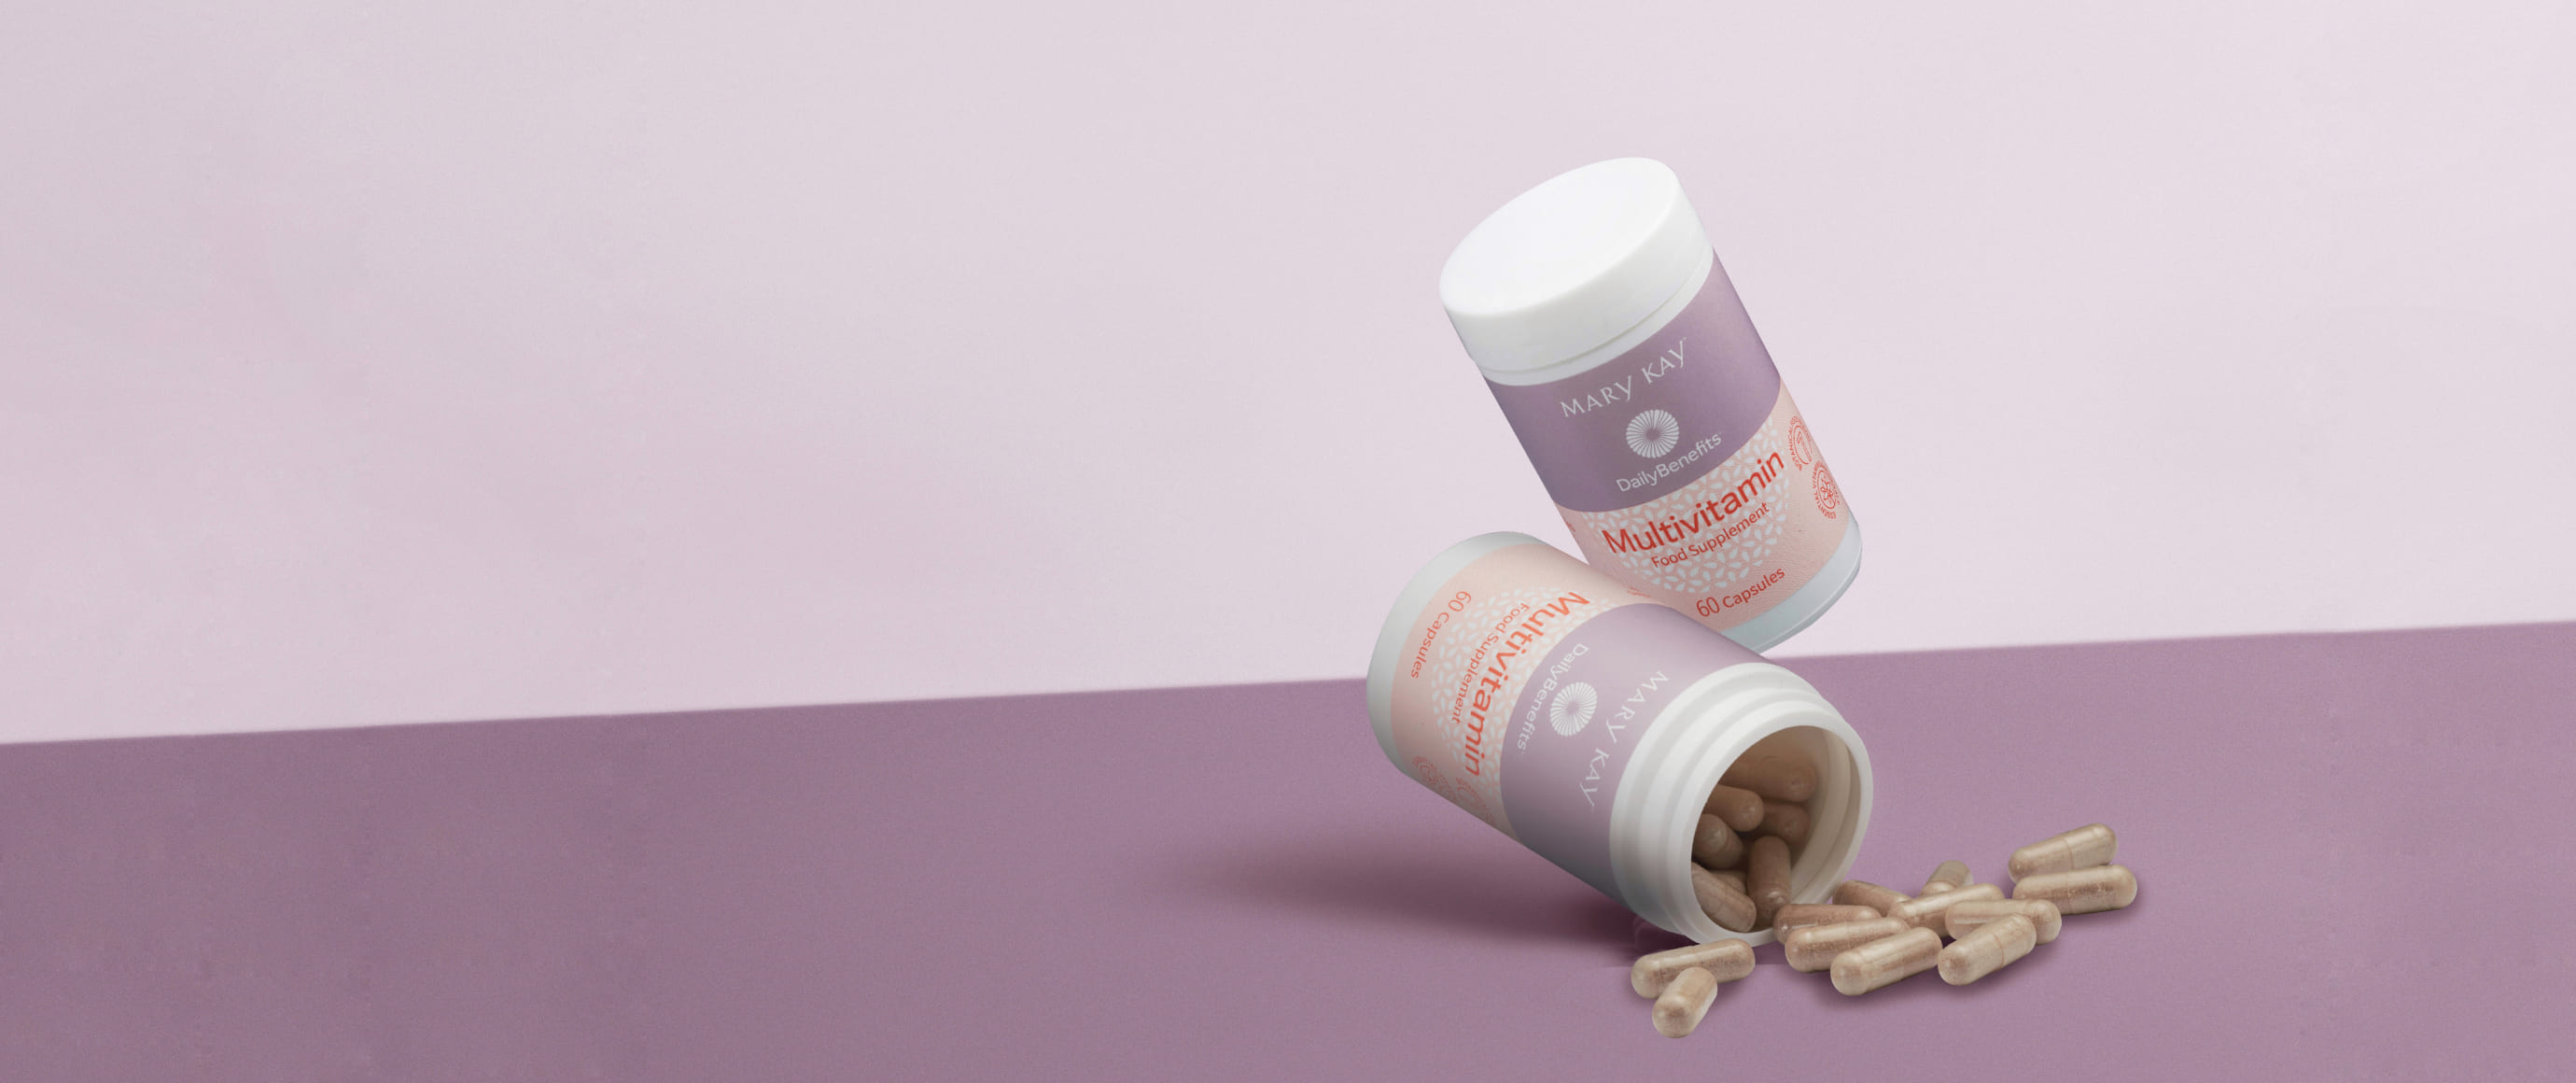 MARY KAY
DailyBenefits
Multivitamin
Food Supplement
60 Capsules
MARY KAY
DailyBenefits
Multivitamin
Food Supplement
60 Capsules